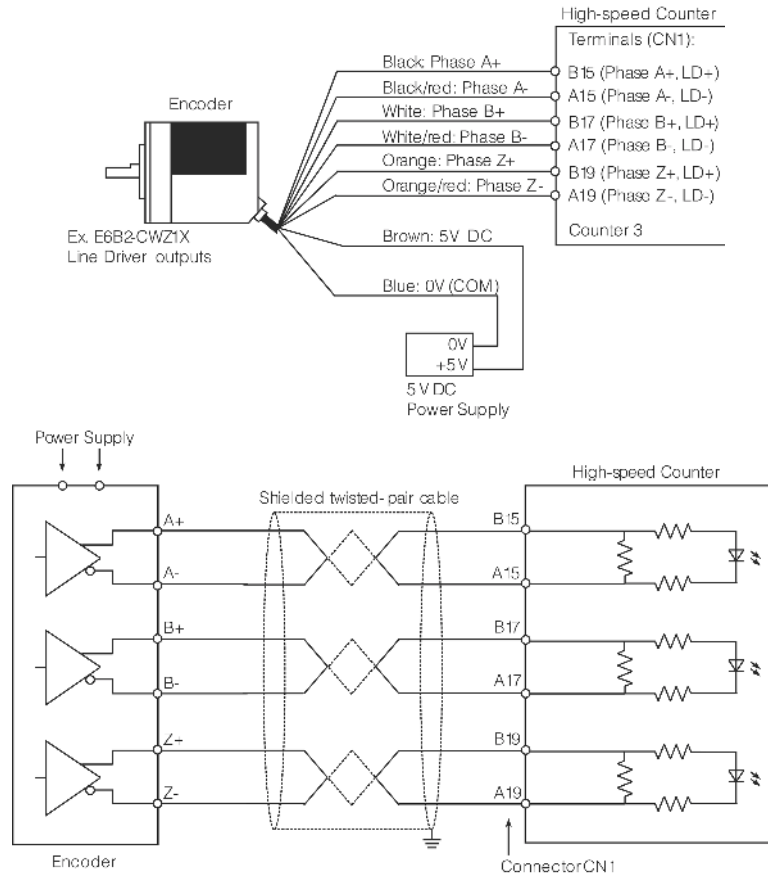 High-speed Counter
Terminals (CN1):
Black: Phase A+
B15 (Phase A+, LD+)
Black/red: Phase A-
A15 (Phase A-, LD-)
Encoder
White: Phase B+
B17 (Phase B+, LD+)
White/red: Phase B-
A17 (Phase B-, LD-)
Orange: Phase Z+
B19 (Phase Z+, LD+)
Orange/red: Phase Z-
A19 (Phase Z-, LD-)
Ex. E6B2-CWZ1X
Line Driver outputs
Brown: 5V DC
Counter 3
Blue: 0V (COM)
0V
+5V
5 V DC
Power Supply
Power Supply
High-speed Counter
Shielded twisted-pair cable
A+
B15
A-
A15
B+
B17
B-
A17
Z+
B19
Z-
A19
Encoder
Connector CN1